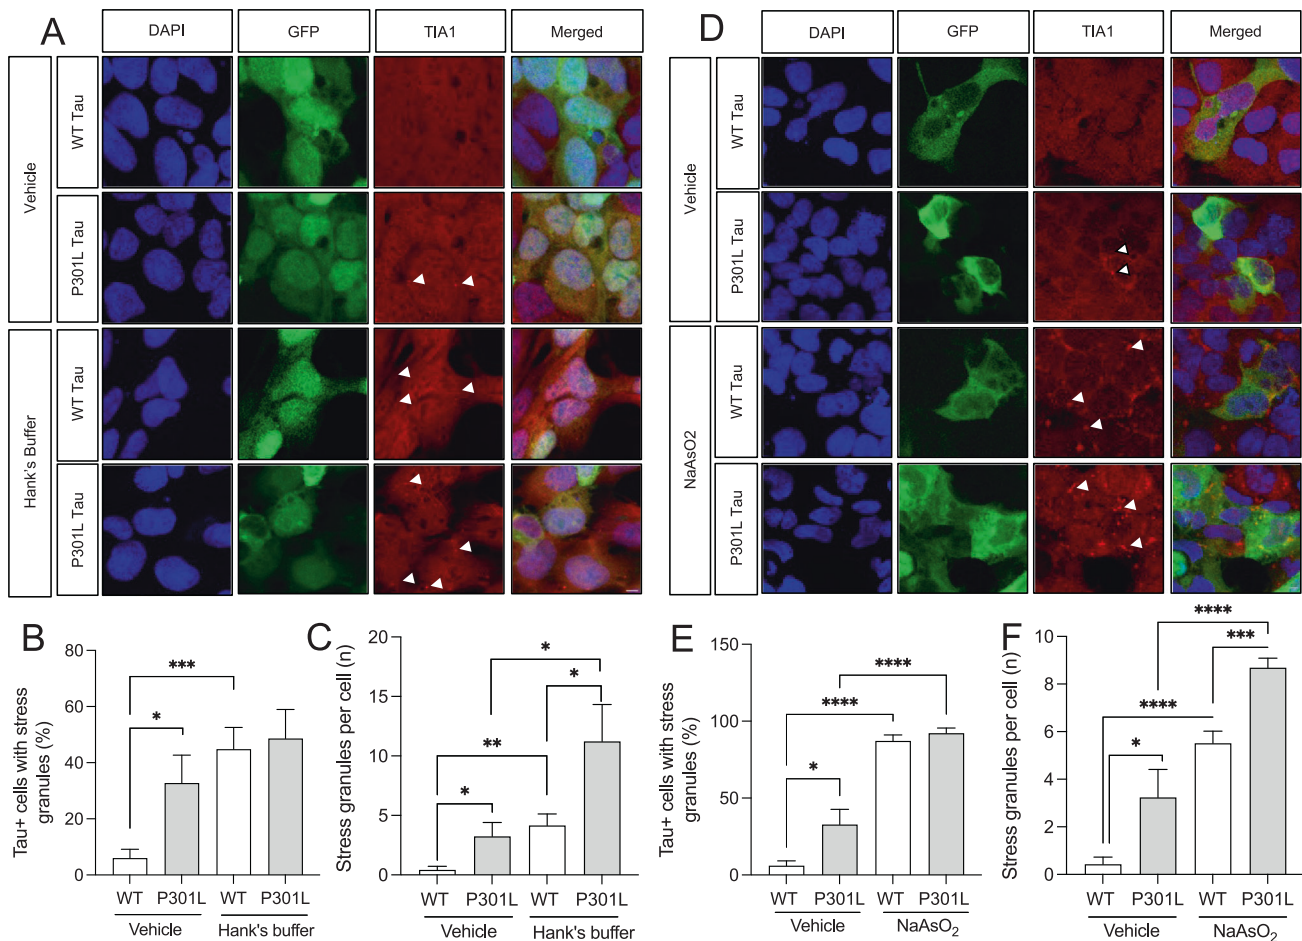 A
DAPI
GFP
TIA1
Merged
Vehicle
WT Tau
P301L Tau
Hank's Buffer
WT Tau
P301L Tau
D
DAPI
GFP
TIA1
Merged
Vehicle
WT Tau
P301L Tau
NaAsO2
WT Tau
P301L Tau
B
Tau+ cells with stress
granules (%)
80
60
40
20
0
***
*
WT P301L WT P301L
Vehicle Hank's buffer
C
Stress granules per cell (n)
20
15
10
5
0
*
*
**
*
WT P301L WT P301L
Vehicle Hank's buffer
E
Tau+ cells with stress
granules (%)
150
100
50
0
****
****
*
WT P301L WT P301L
Vehicle NaAsO₂
F
Stress granules per cell (n)
10
8
6
4
2
0
****
***
****
*
WT P301L WT P301L
Vehicle NaAsO₂